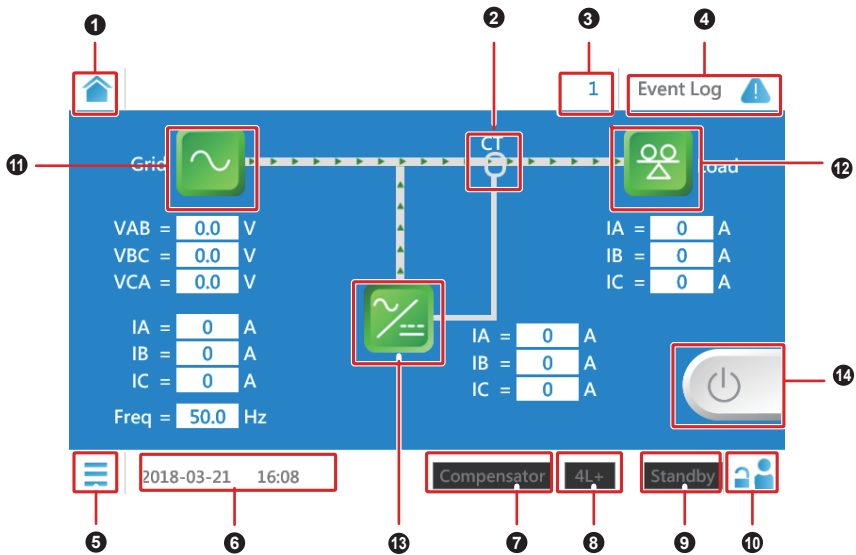 1 2 3 4
1 Event Log
CT
11 Grid Load 12
VAB = 0.0 V
VBC = 0.0 V
VCA = 0.0 V
IA = 0 A
IB = 0 A
IC = 0 A
Freq = 50.0 Hz
IA = 0 A
IB = 0 A
IC = 0 A
IA = 0 A
IB = 0 A
IC = 0 A
14
2018-03-21 16:08 Compensator 4L+ Standby
5 6 13 7 8 9 10